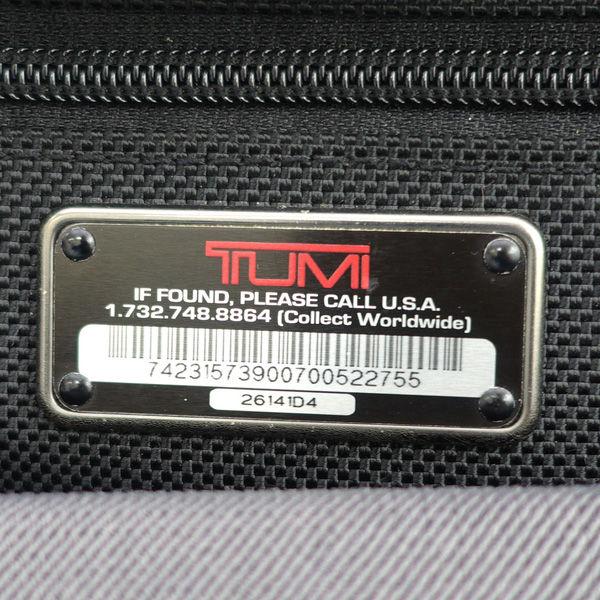 TUMI
IF FOUND, PLEASE CALL U.S.A.
1.732.748.8864 (Collect Worldwide)
74231573900700522755
26141D4